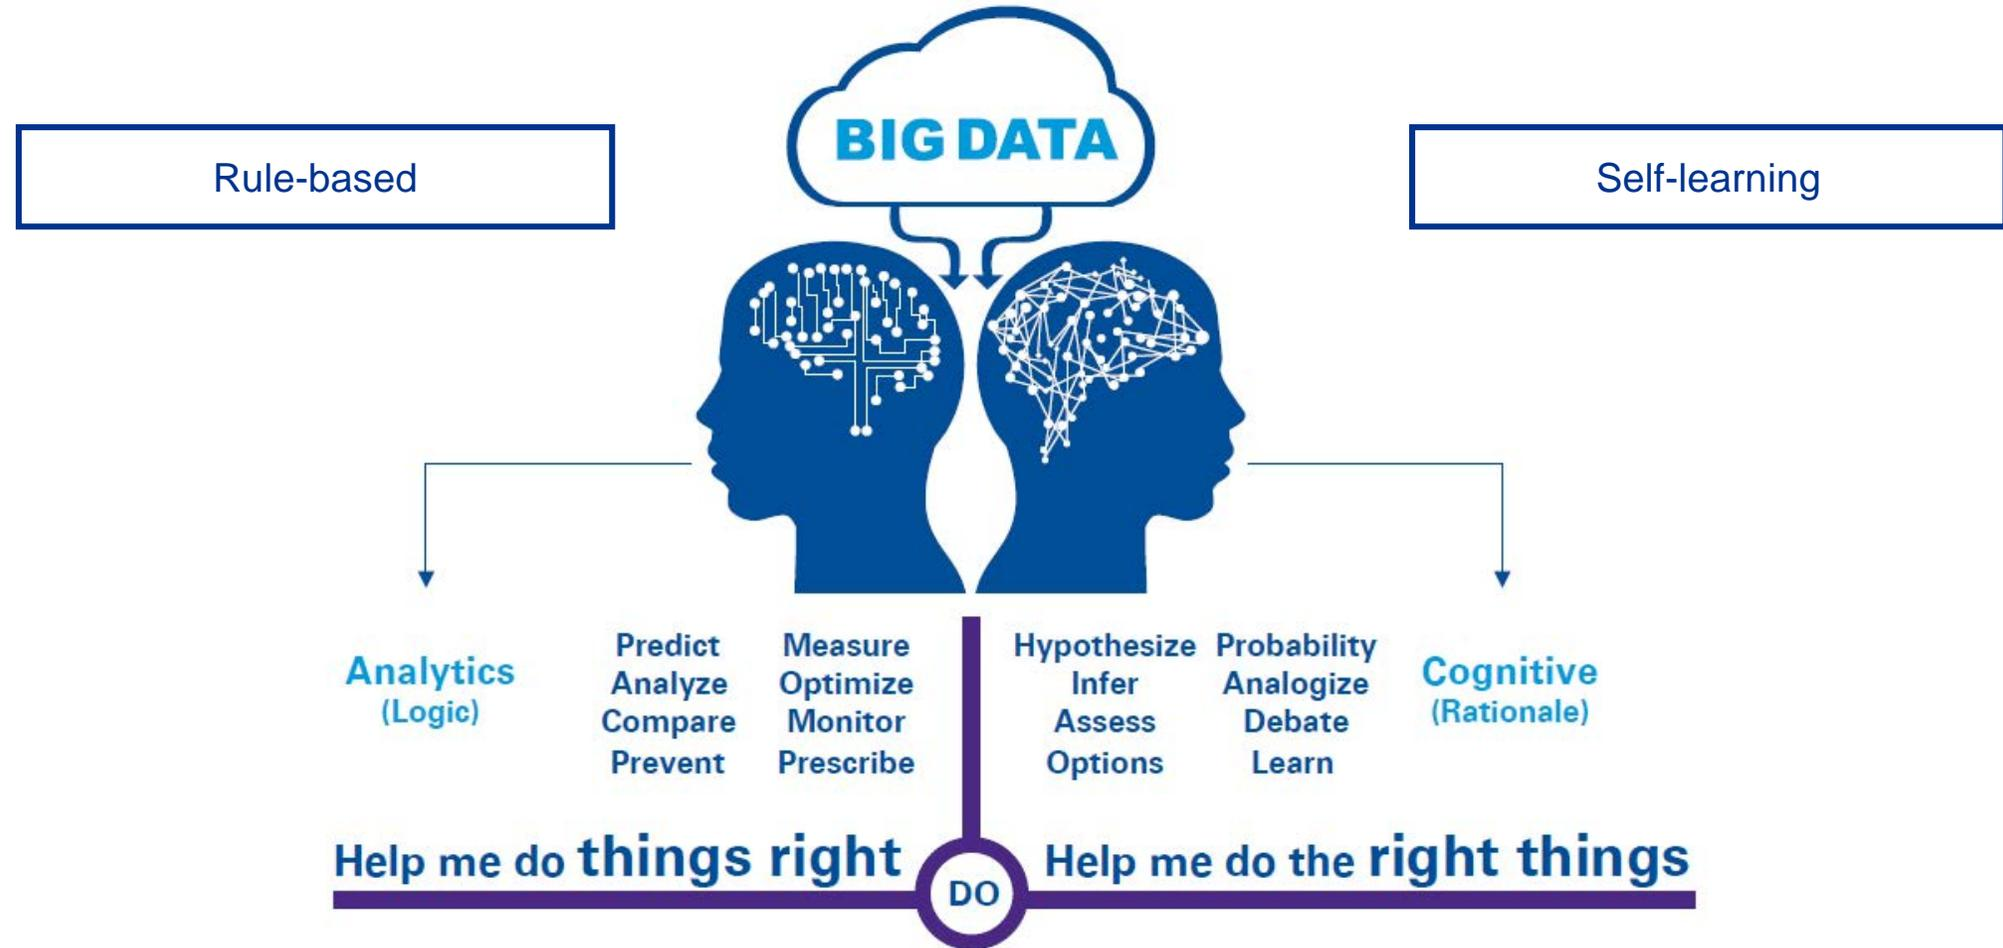 BIG DATA
Rule-based
Self-learning
Analytics
(Logic)
Predict
Analyze
Compare
Prevent
Measure
Optimize
Monitor
Prescribe
Hypothesize
Infer
Assess
Options
Probability
Analogize
Debate
Learn
Cognitive
(Rationale)
Help me do things right
DO
Help me do the right things